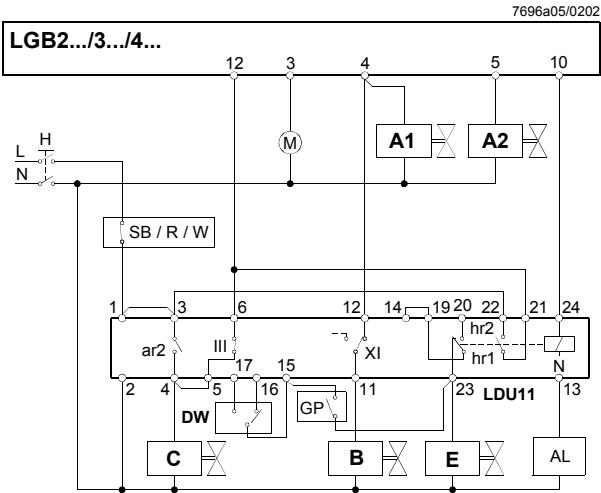 7696a05/0202
LGB2.../3.../4...
12 3 4 5 10
H
L
M
A1
A2
N
SB / R / W
1 3 6 12 14 19 20 22 21 24
hr2
ar2
III
XI
hr1
N
17 15
2 4 5 16 11 23 LDU11 13
DW
GP
C
B
E
AL